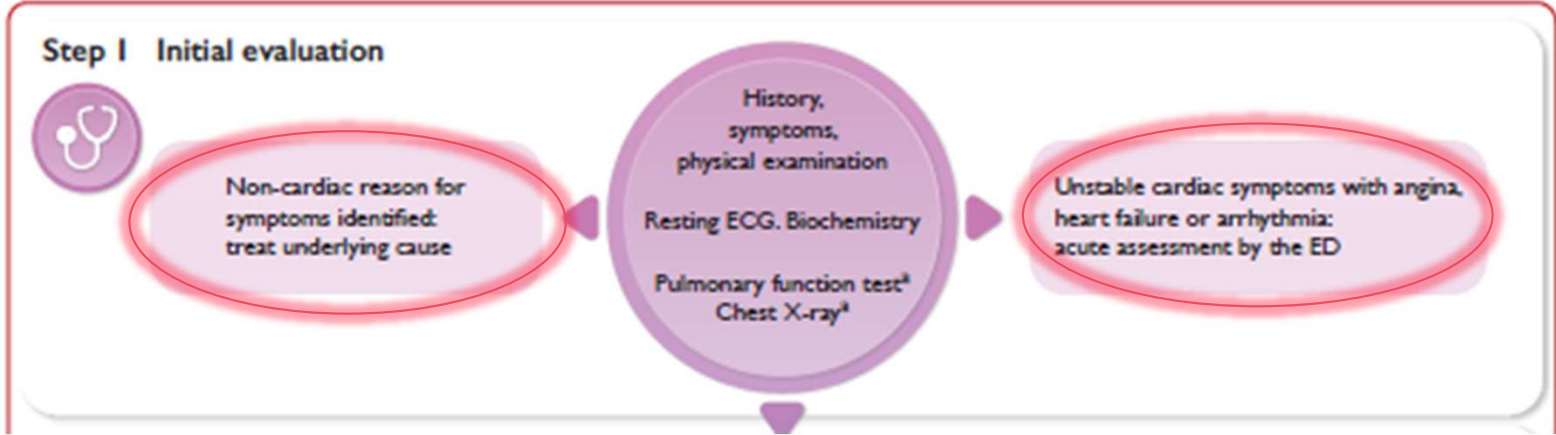 Step 1 Initial evaluation
Non-cardiac reason for
symptoms identified:
treat underlying cause
History,
symptoms,
physical examination
Resting ECG. Biochemistry
Pulmonary function testᵃ
Chest X-rayᵃ
Unstable cardiac symptoms with angina,
heart failure or arrhythmia:
acute assessment by the ED